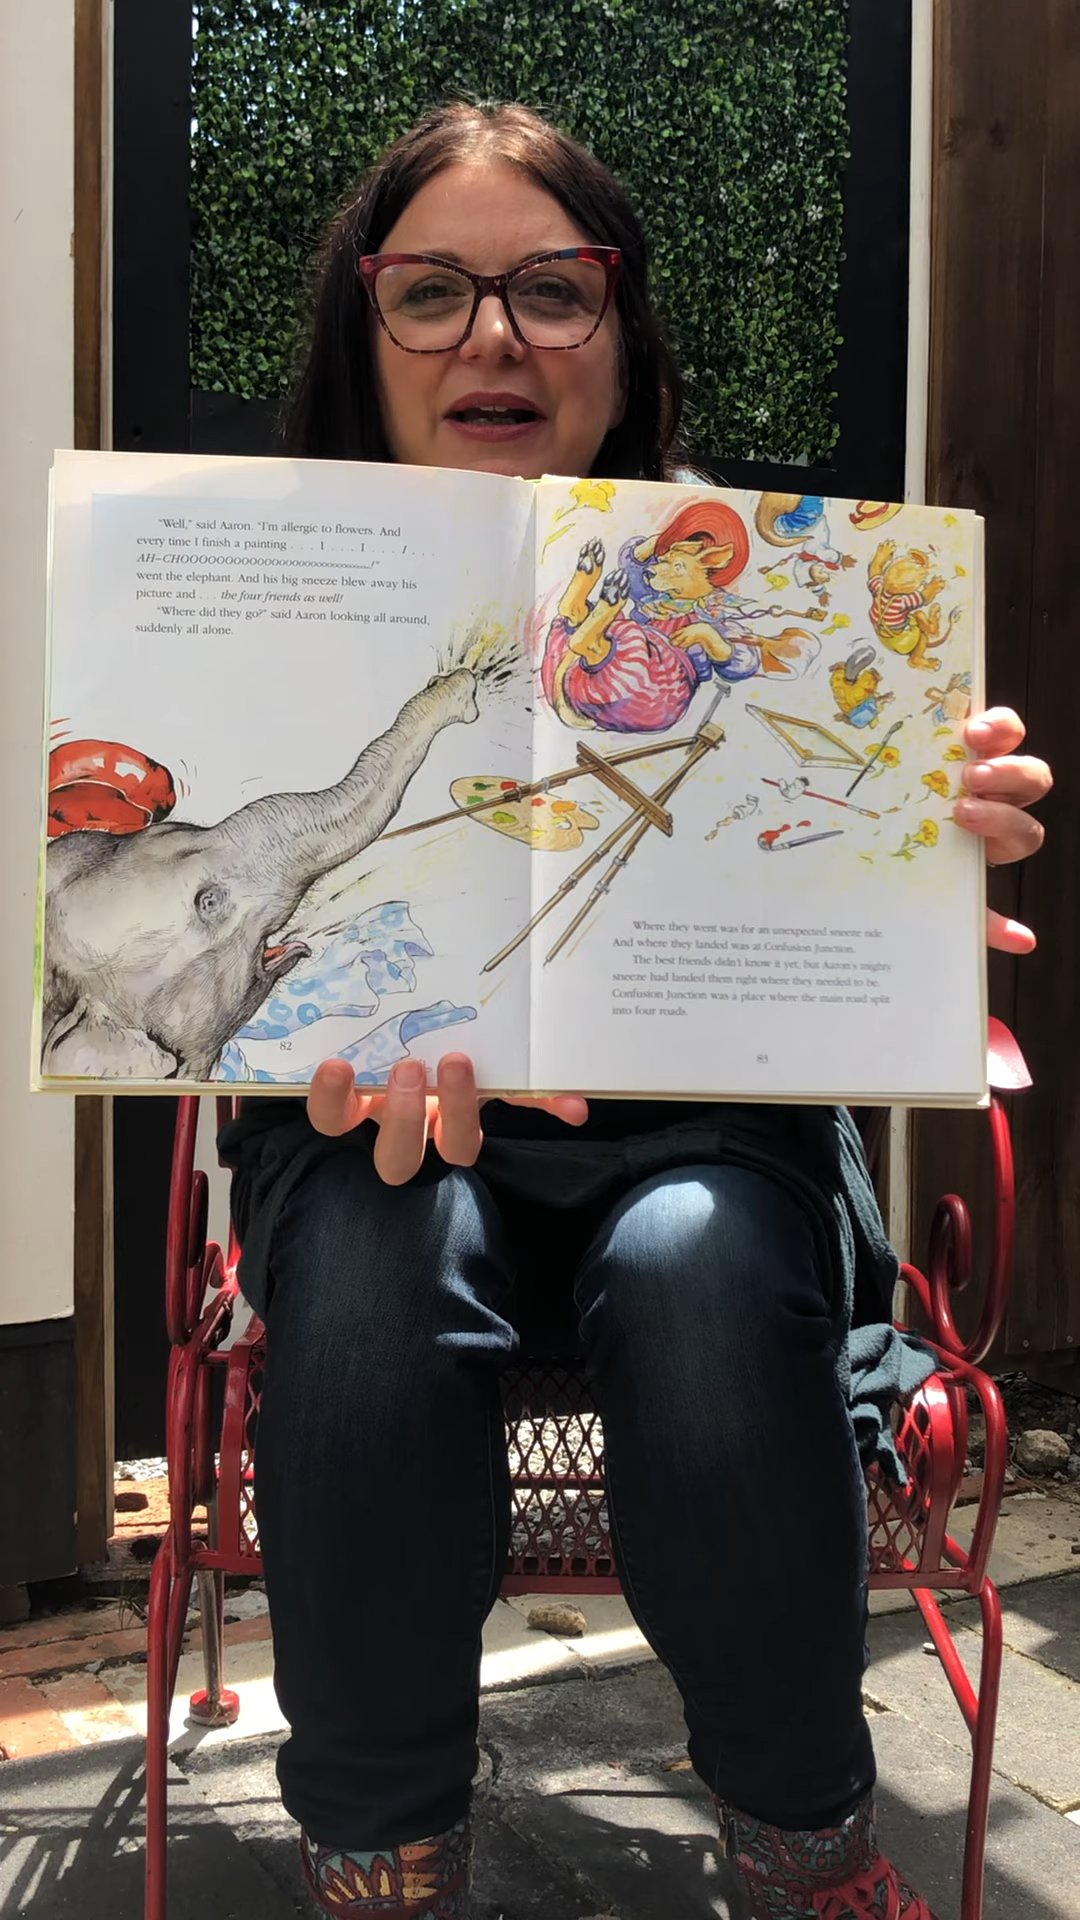 “Well,” said Aaron. “I'm allergic to flowers. And
every time I finish a painting . . . I . . . I . . . I . . .
AH–CHOOOOOOOOOOOOOOOOOOOOOOOOOOO!”
went the elephant. And his big sneeze blew away his
picture and . . . the four friends as well!
“Where did they go?” said Aaron looking all around,
suddenly all alone.
82
Where they went was for an unexpected sneeze ride.
And where they landed was at Confusion Junction.
The best friends didn't know it yet, but Aaron's mighty
sneeze had landed them right where they needed to be.
Confusion Junction was a place where the main road split
into four roads.
83